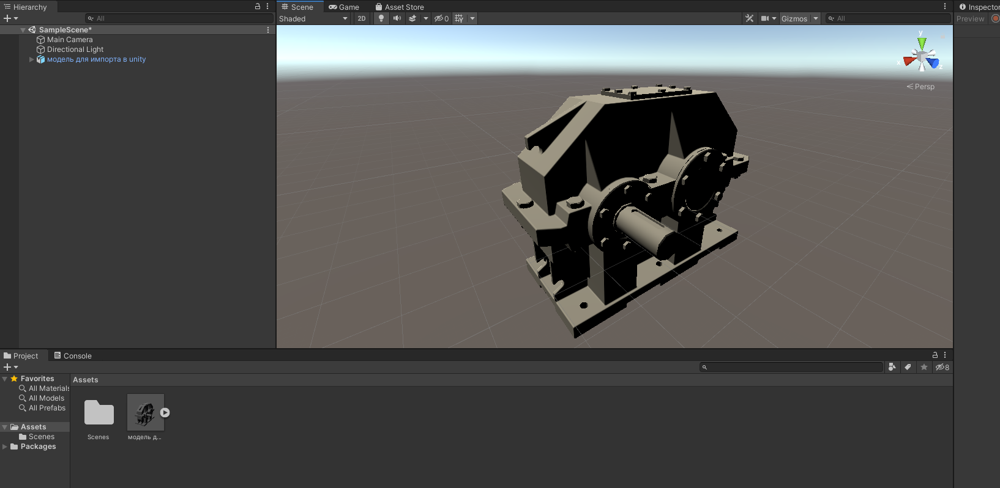 Hierarchy
All
SampleScene*
Main Camera
Directional Light
модель для импорта в unity
Scene
Game
Asset Store
Shaded
2D
0
Gizmos
All
y
x
z
Persp
Inspector
Preview
Project
Console
8
Favorites
All Materials
All Models
All Prefabs
Assets
Scenes
Packages
Assets
Scenes
модель д...